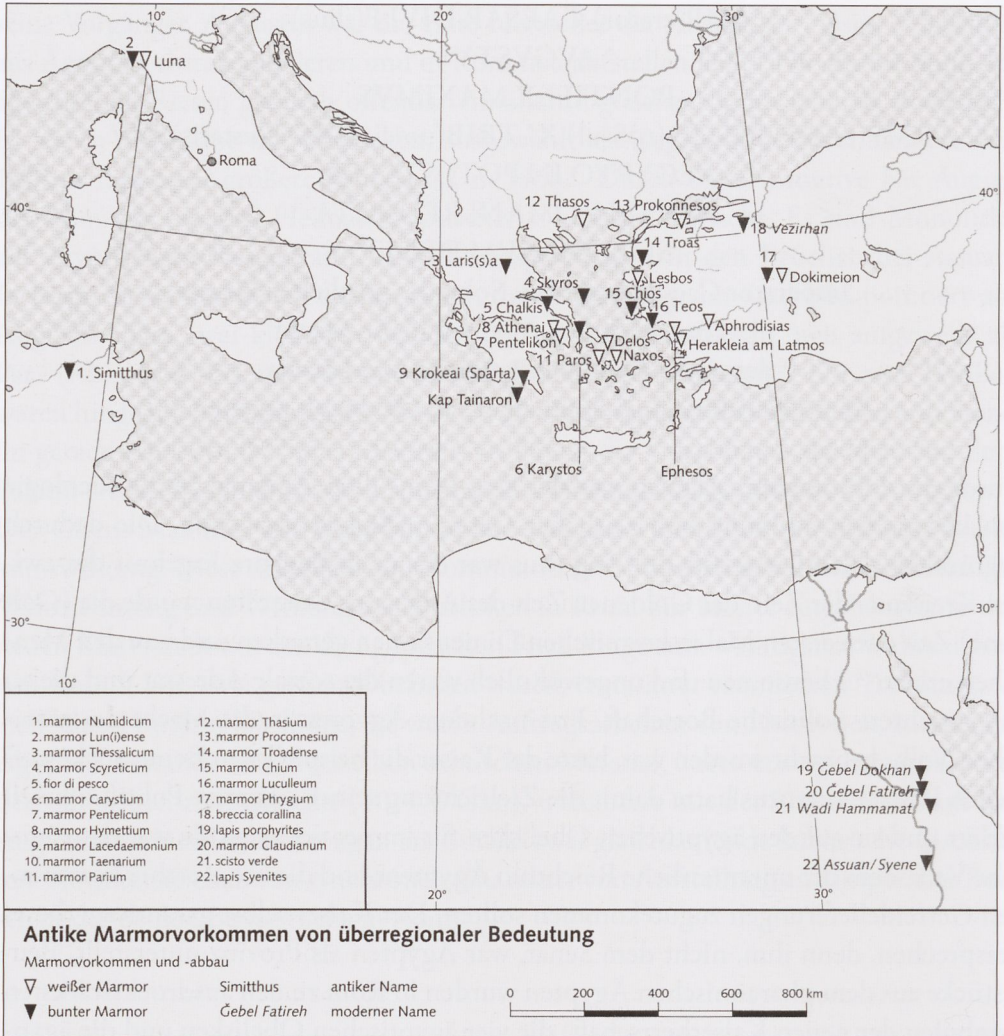 10°
20°
30°
2
Luna
Roma
40°
40°
12 Thasos
13 Prokonnesos
18 Vezirhan
14 Troas
3 Laris(s)a
17
Lesbos
Dokimeion
4 Skyros
15 Chios
5 Chalkis
16 Teos
8 Athenai
Aphrodisias
7 Pentelikon
Delos
Herakleia am Latmos
11 Paros
Naxos
1. Simitthus
9 Krokeai (Sparta)
Kap Tainaron
6 Karystos
Ephesos
30°
30°
10°
1. marmor Numidicum
2. marmor Lun(i)ense
3. marmor Thessalicum
4. marmor Scyreticum
5. fior di pesco
6. marmor Carystium
7. marmor Pentelicum
8. marmor Hymettium
9. marmor Lacedaemonium
10. marmor Taenarium
11. marmor Parium
12. marmor Thasium
13. marmor Proconnesium
14. marmor Troadense
15. marmor Chium
16. marmor Luculleum
17. marmor Phrygium
18. breccia corallina
19. lapis porphyrites
20. marmor Claudianum
21. scisto verde
22. lapis Syenites
19 Ğebel Dokhan
20 Ğebel Fatireh
21 Wadi Hammamat
22 Assuan/ Syene
20°
30°
Antike Marmorvorkommen von überregionaler Bedeutung
Marmorvorkommen und -abbau
weißer Marmor Simitthus antiker Name
bunter Marmor Ğebel Fatireh moderner Name
0 200 400 600 800 km